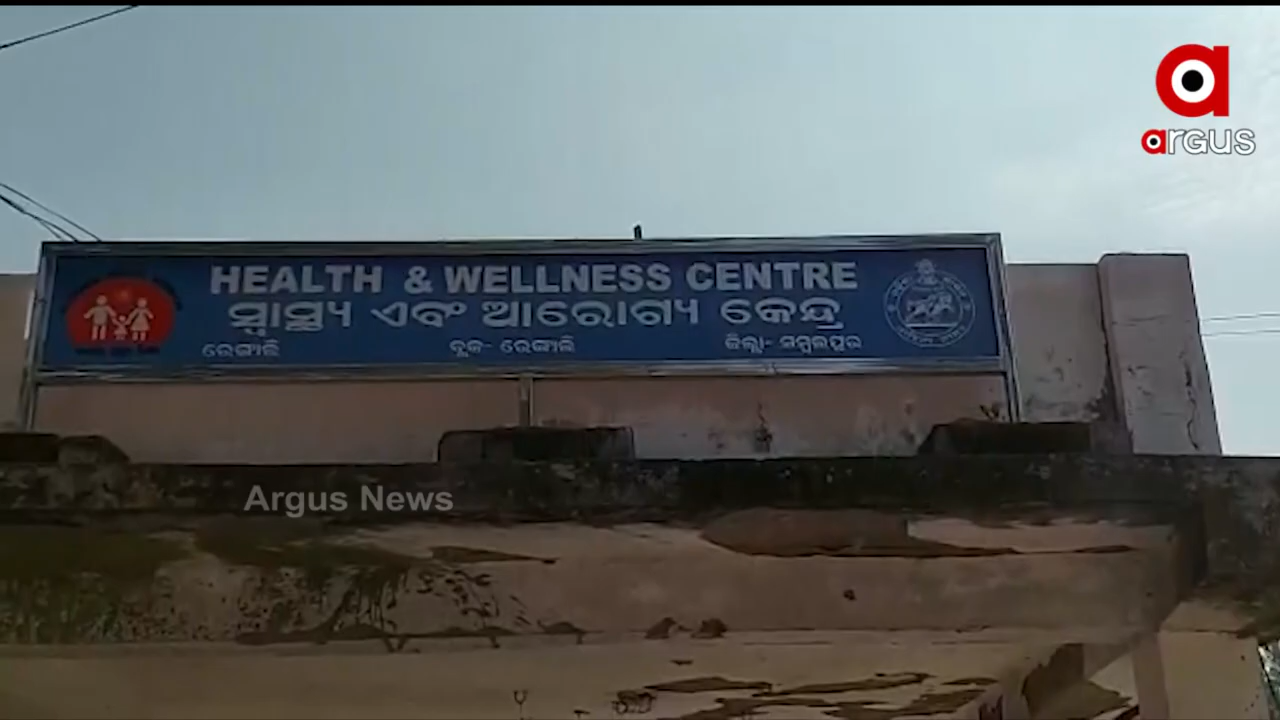 argus
HEALTH & WELLNESS CENTRE
ସ୍ୱାସ୍ଥ୍ୟ ଏବଂ ଆରୋଗ୍ୟ କେନ୍ଦ୍ର
ରେଙ୍ଗାଲି ବ୍ଲକ- ରେଙ୍ଗାଲି ଜିଲ୍ଲା- ସମ୍ବଲପୁର
Argus News